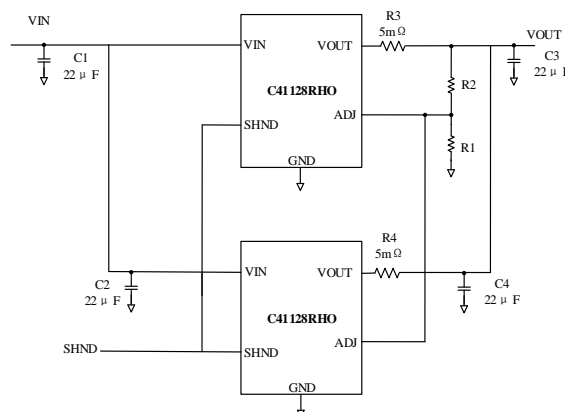 VIN
VOUT
R3
5mΩ
C1
22 μ F
VIN
VOUT
C3
22 μ F
R2
C41128RHO
ADJ
SHND
R1
GND
R4
5mΩ
C2
22 μ F
VIN
VOUT
C4
22 μ F
C41128RHO
ADJ
SHND
SHND
GND